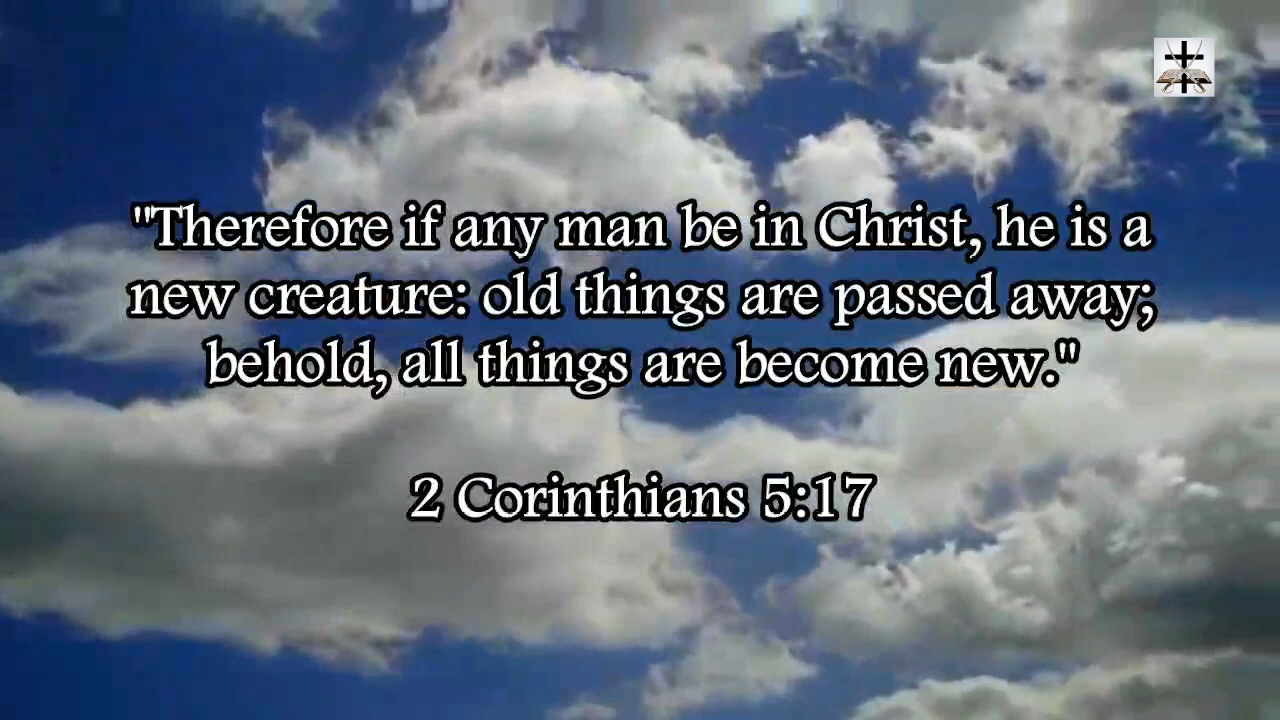 "Therefore if any man be in Christ, he is a
new creature: old things are passed away;
behold, all things are become new."
2 Corinthians 5:17